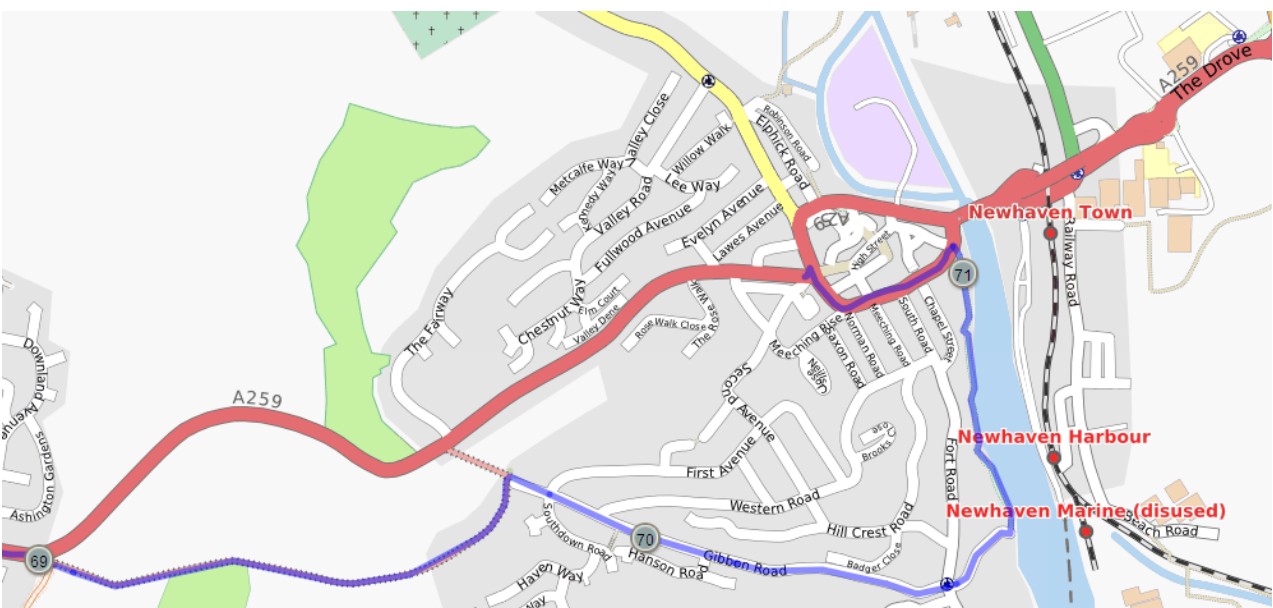 A259
The Drove
Robinson Road
Elphick Road
Valley Close
Willow Walk
Metcalfe Way
Lee Way
Kennedy Way
Valley Road
Evelyn Avenue
Fullwood Avenue
Lawes Avenue
A259
High Street
Newhaven Town
Railway Road
71
Elm Court
Chestnut Way
Valley Dene
The Fairway
Rose Walk
Rose Walk Close
The
Meeching Rise
Norman Road
Saxon Road
Meeching Road
South Road
Chapel Street
Neills Close
Downland Avenue
A259
Second Avenue
Brooks Close
Newhaven Harbour
Ashington Gardens
First Avenue
Fort Road
Western Road
Newhaven Marine (disused)
Beach Road
Hill Crest Road
Southdown Road
70
Hanson Road
Gibbon Road
Badger Close
69
Haven Way
Way